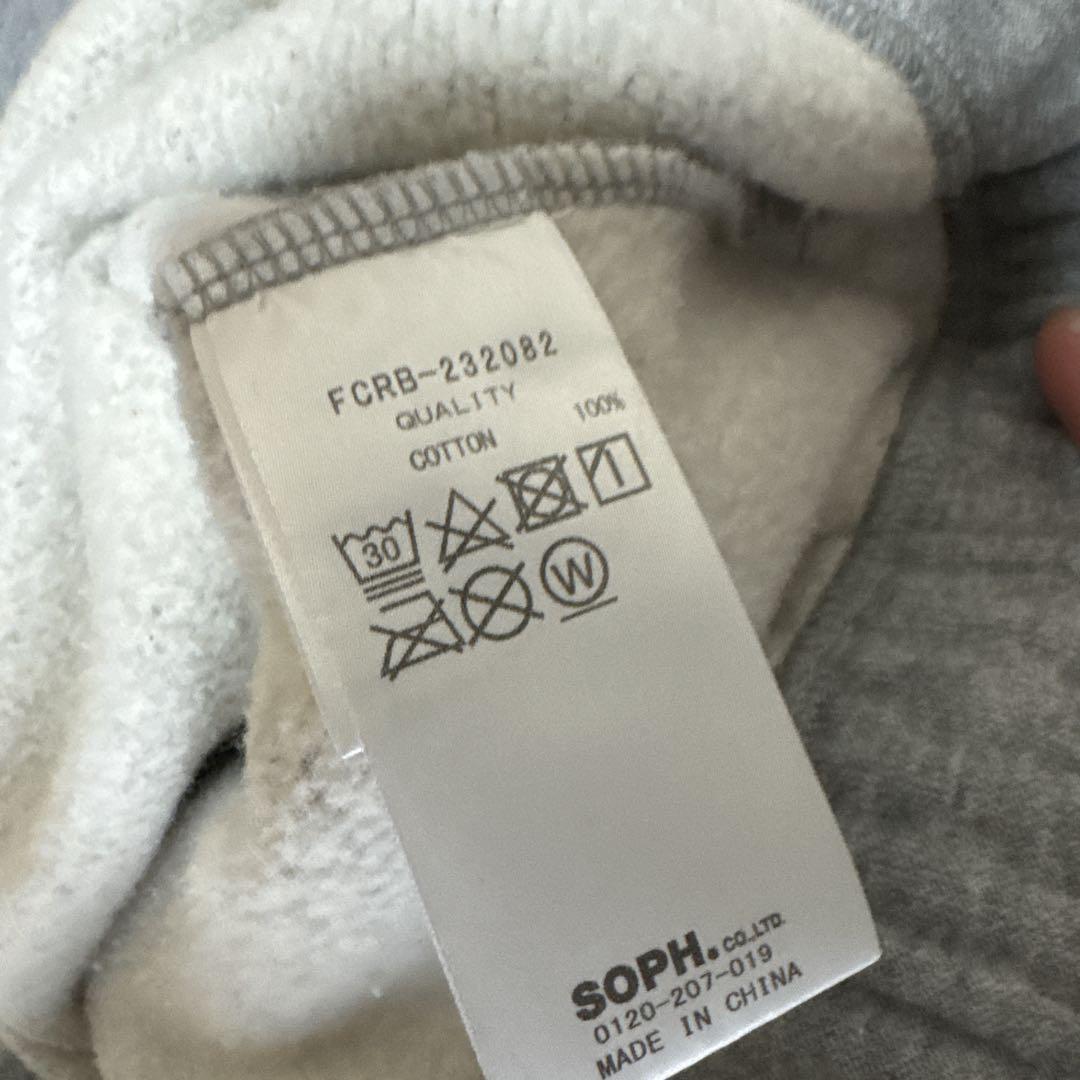 FCRB-232082
QUALITY
COTTON 100%
30
W
SOPH. CO.,LTD.
0120-207-019
MADE IN CHINA